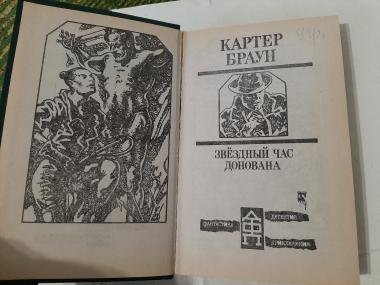 КАРТЕР
БРАУН
ЗВЁЗДНЫЙ ЧАС
ДОНОВАНА
ФАНТАСТИКА
ДЕТЕКТИВ
ПРИКЛЮЧЕНИЯ